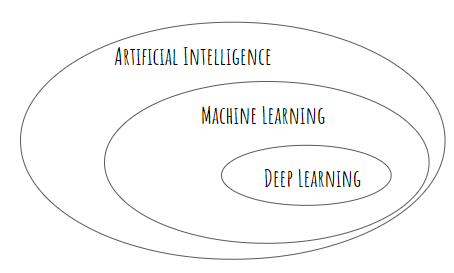 Artificial Intelligence
Machine Learning
Deep Learning